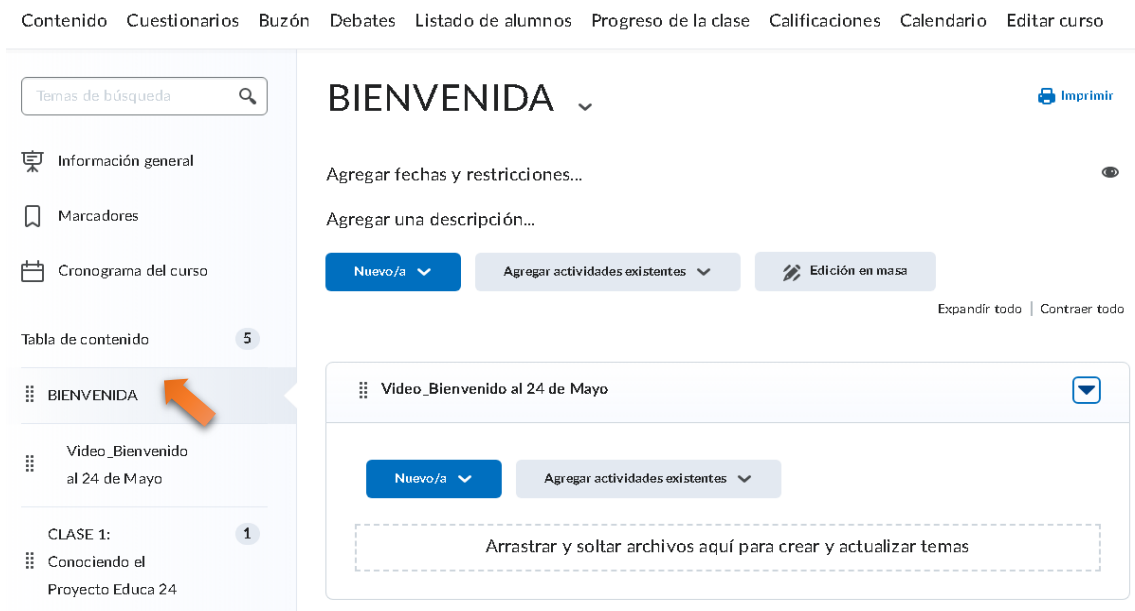 Contenido Cuestionarios Buzón Debates Listado de alumnos Progreso de la clase Calificaciones Calendario Editar curso
Temas de búsqueda
Información general
Marcadores
Cronograma del curso
Tabla de contenido 5
BIENVENIDA
Video_Bienvenido
al 24 de Mayo
CLASE 1: 1
Conociendo el
Proyecto Educa 24
BIENVENIDA
Imprimir
Agregar fechas y restricciones...
Agregar una descripción...
Nuevo/a Agregar actividades existentes Edición en masa
Expandir todo | Contraer todo
Video_Bienvenido al 24 de Mayo
Nuevo/a Agregar actividades existentes
Arrastrar y soltar archivos aquí para crear y actualizar temas